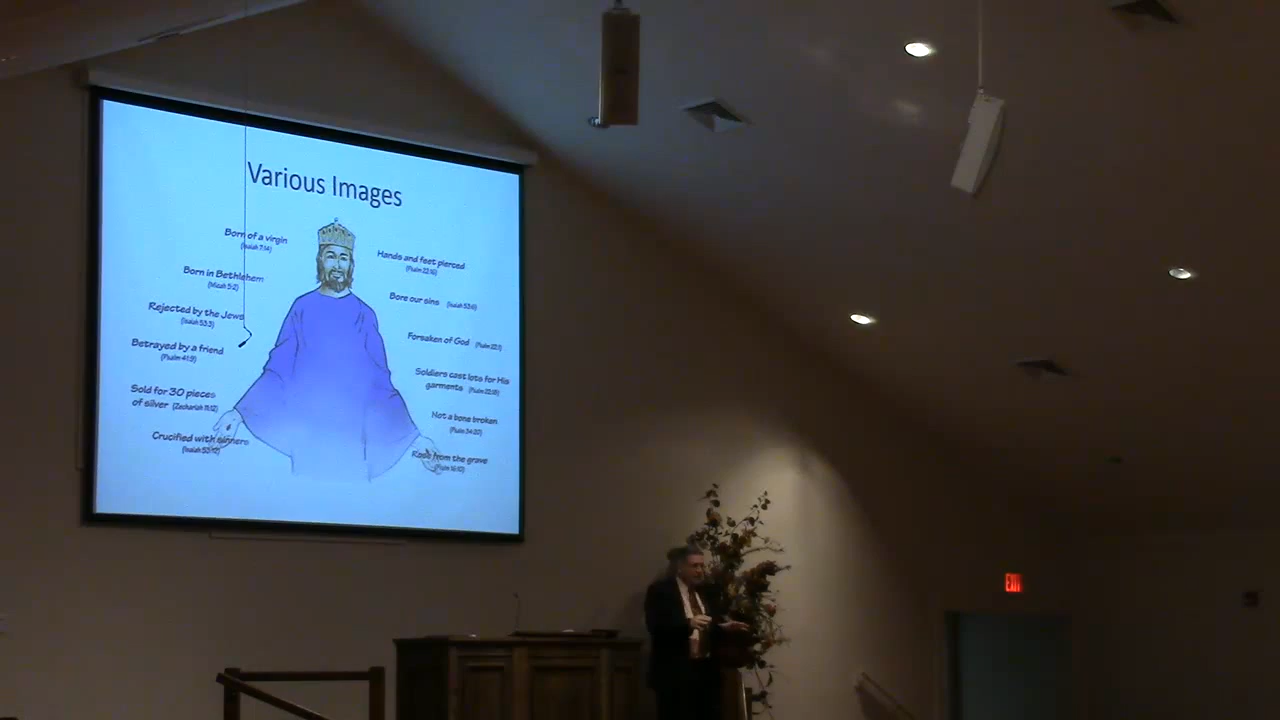 Various Images
Born of a virgin
(Isaiah 7:14)
Born in Bethlehem
(Micah 5:2)
Rejected by the Jews
(Isaiah 53:3)
Betrayed by a friend
(Psalm 41:9)
Sold for 30 pieces
of silver (Zechariah 11:12)
Crucified with sinners
(Isaiah 53:12)
Hands and feet pierced
(Psalm 22:16)
Bore our sins (Isaiah 53:6)
Forsaken of God (Psalm 22:1)
Soldiers cast lots for His
garments (Psalm 22:18)
Not a bone broken
(Psalm 34:20)
Rose from the grave
(Psalm 16:10)
EXIT